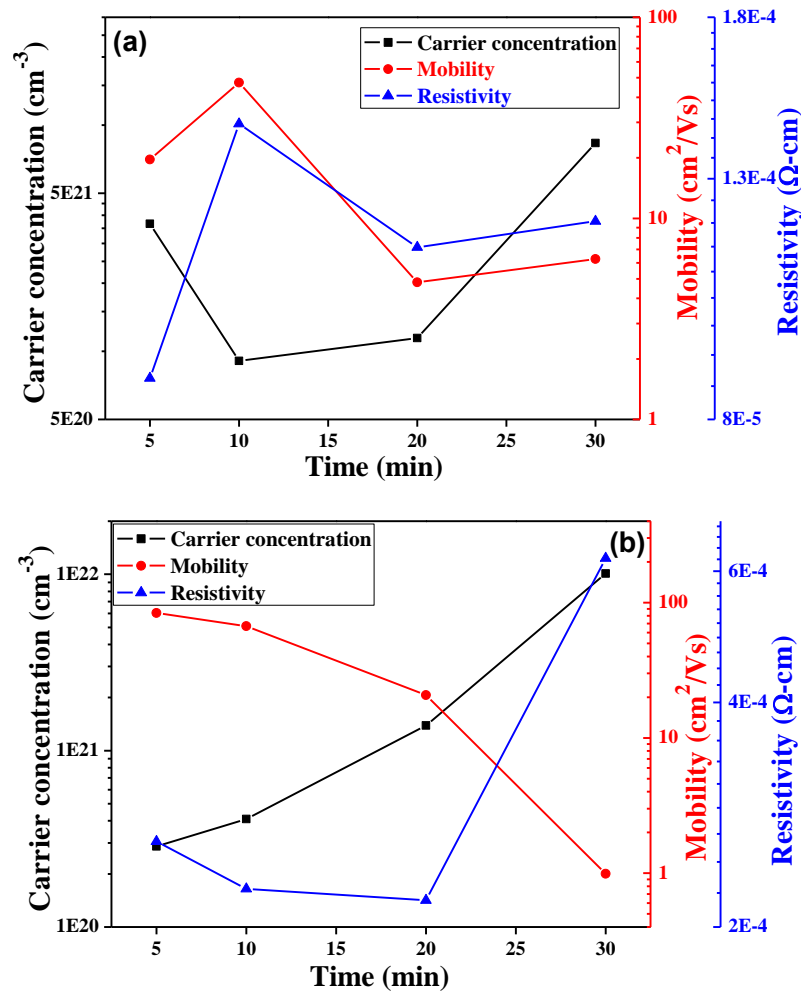 (a)
Carrier concentration
Mobility
Resistivity
Carrier concentration (cm⁻³)
5E21
5E20
5 10 15 20 25 30
Time (min)
100
10
1
Mobility (cm²/Vs)
1.8E-4
1.3E-4
8E-5
Resistivity (Ω-cm)
(b)
Carrier concentration
Mobility
Resistivity
Carrier concentration (cm⁻³)
1E22
1E21
1E20
5 10 15 20 25 30
Time (min)
100
10
1
Mobility (cm²/Vs)
6E-4
4E-4
2E-4
Resistivity (Ω-cm)